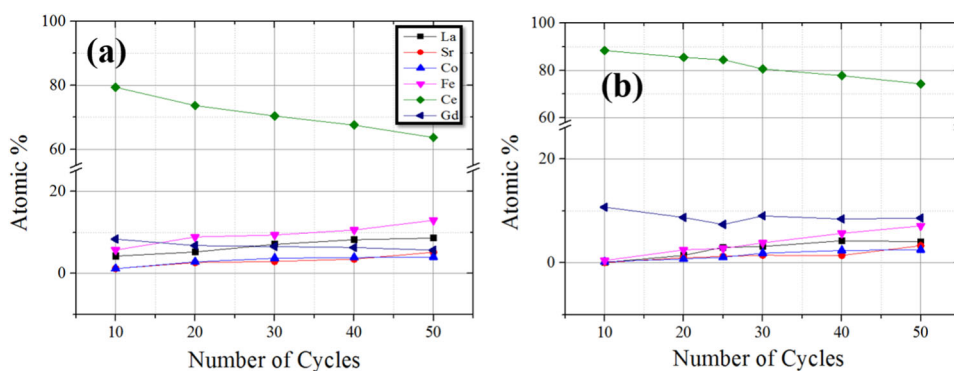 100
(a)
La
Sr
Co
Fe
Ce
Gd
80
60
20
0
Atomic %
10 20 30 40 50
Number of Cycles
100
(b)
80
60
20
0
Atomic %
10 20 30 40 50
Number of Cycles